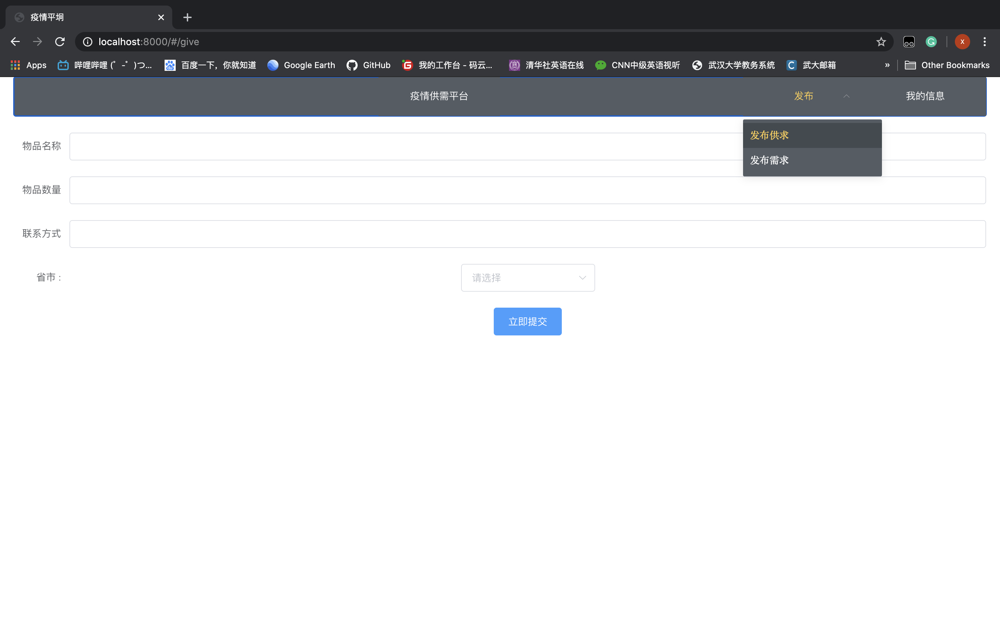 疫情平坰
localhost:8000/#/give
X
Apps
哔哩哔哩 (゜-゜)つ...
百度一下，你就知道
Google Earth
GitHub
我的工作台 - 码云...
清华社英语在线
CNN中级英语视听
武汉大学教务系统
武大邮箱
»
Other Bookmarks
疫情供需平台
发布
我的信息
发布供求
发布需求
物品名称
物品数量
联系方式
省市 :
请选择
立即提交